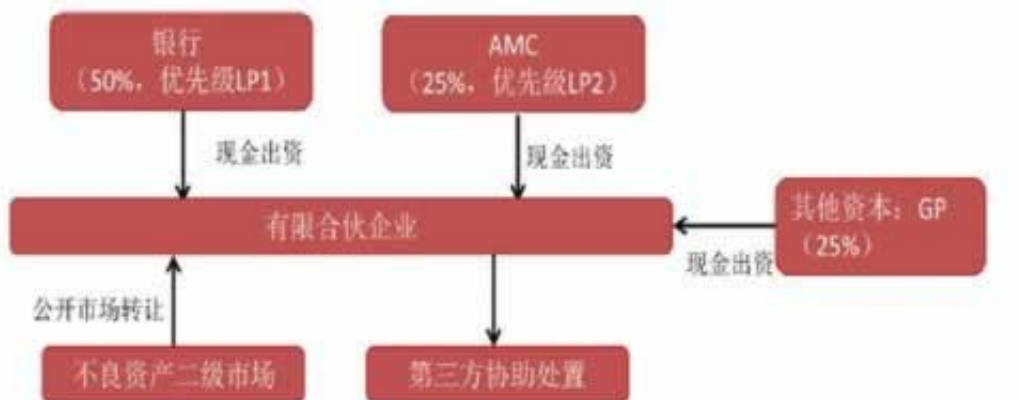 银行
（50%，优先级LP1）
AMC
（25%，优先级LP2）
现金出资
现金出资
其他资本：GP
（25%）
有限合伙企业
现金出资
公开市场转让
不良资产二级市场
第三方协助处置